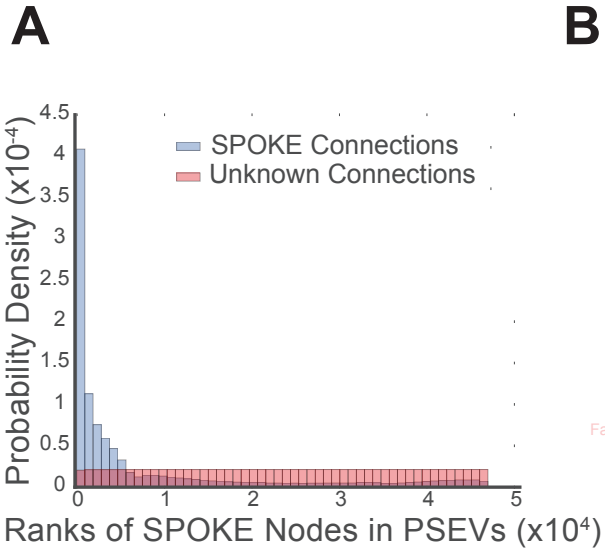 A
B
Probability Density (x10-4)
4.5
4
3.5
3
2.5
2
1.5
1
0.5
0
SPOKE Connections
Unknown Connections
Fa
0 1 2 3 4 5
Ranks of SPOKE Nodes in PSEVs (x10⁴)